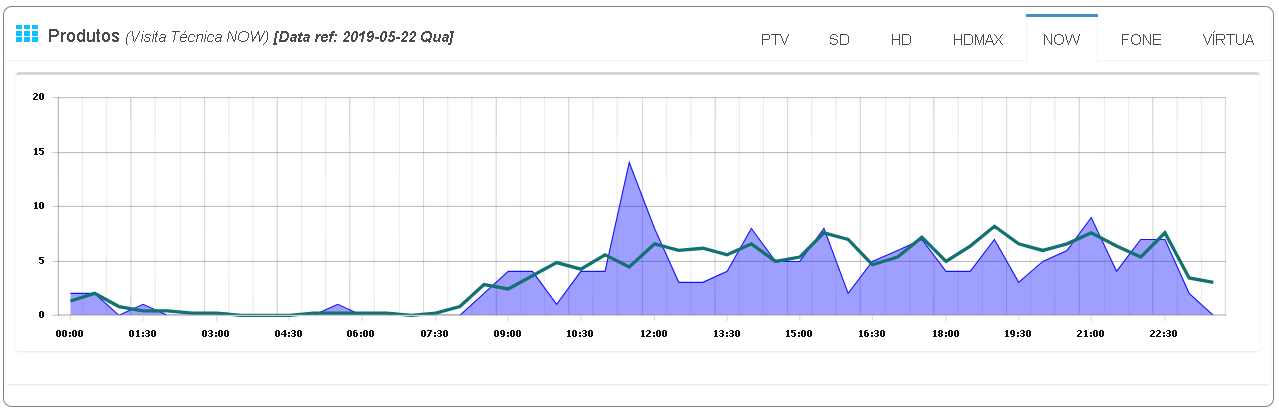 Produtos (Visita Técnica NOW) [Data ref: 2019-05-22 Qua]
PTV SD HD HDMAX NOW FONE VÍRTUA
20
15
10
5
0
00:00 01:30 03:00 04:30 06:00 07:30 09:00 10:30 12:00 13:30 15:00 16:30 18:00 19:30 21:00 22:30